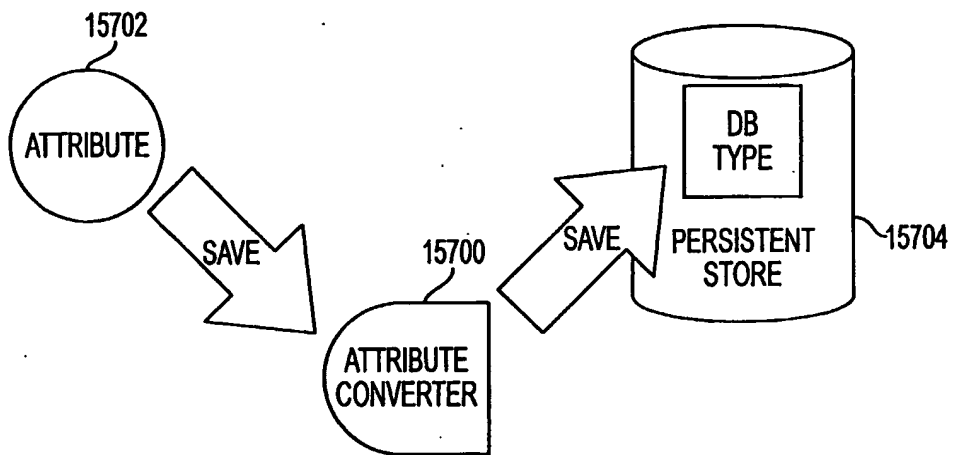 15702
ATTRIBUTE
SAVE
15700
ATTRIBUTE
CONVERTER
SAVE
DB
TYPE
PERSISTENT
STORE
15704